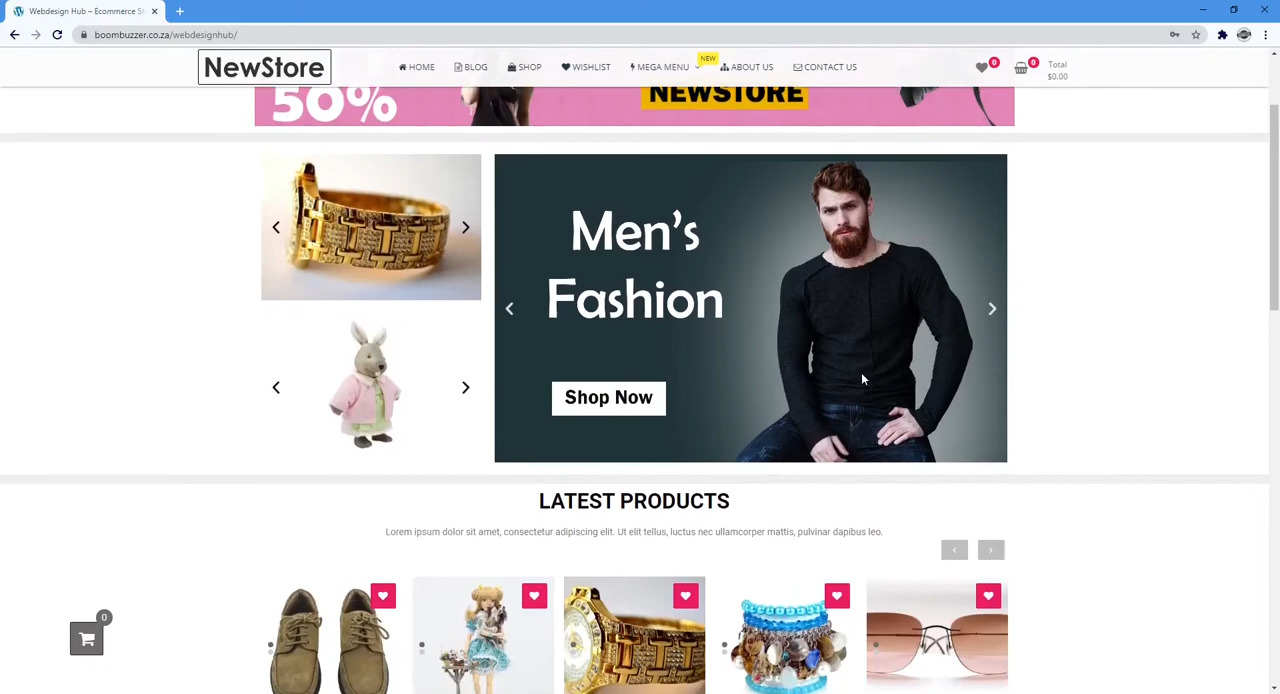 Webdesign Hub – Ecommerce S
boombuzzer.co.za/webdesignhub/
NewStore
HOME
BLOG
SHOP
WISHLIST
MEGA MENU
NEW
ABOUT US
CONTACT US
0
0
Total
$0.00
50%
NEWSTORE
Men's
Fashion
Shop Now
LATEST PRODUCTS
Lorem ipsum dolor sit amet, consectetur adipiscing elit. Ut elit tellus, luctus nec ullamcorper mattis, pulvinar dapibus leo.
0